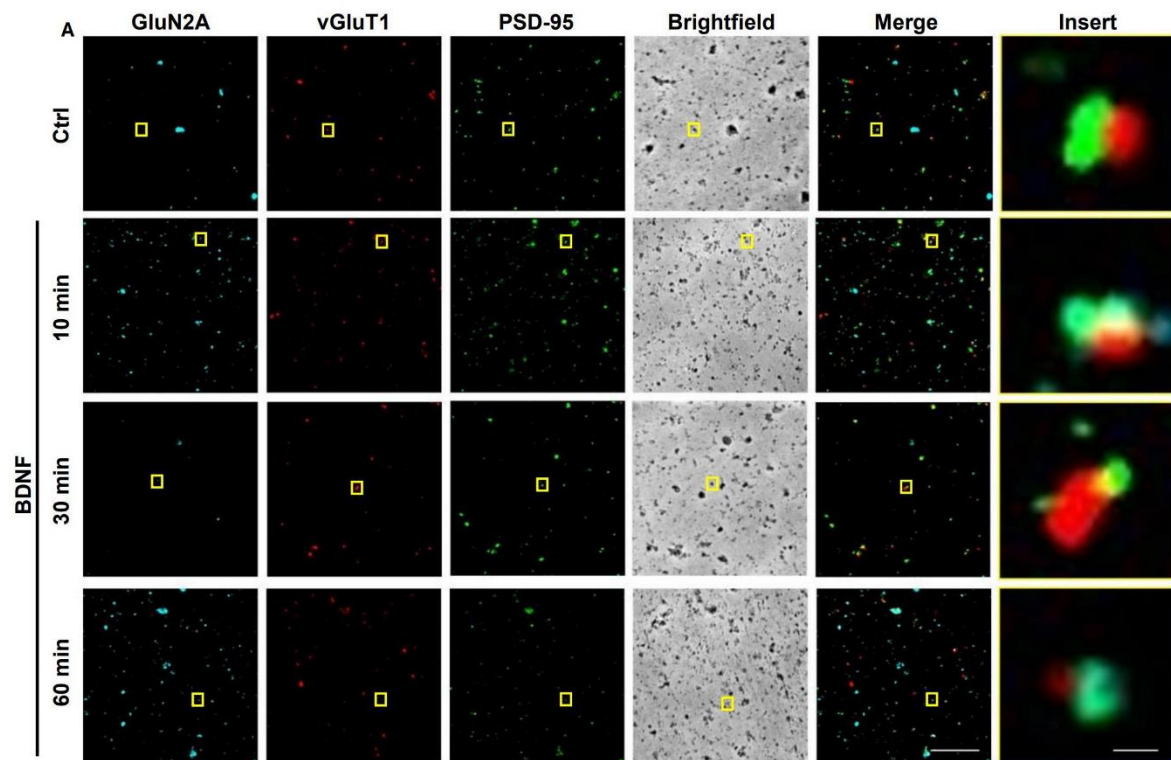 A
GluN2A vGluT1 PSD-95 Brightfield Merge Insert
Ctrl
BDNF
10 min
30 min
60 min